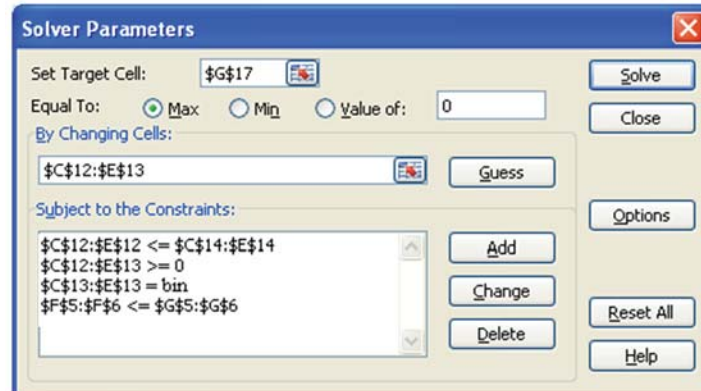 Solver Parameters
Set Target Cell: $G$17 Solve
Equal To: Max Min Value of: 0 Close
By Changing Cells:
$C$12:$E$13 Guess
Subject to the Constraints: Options
$C$12:$E$12 <= $C$14:$E$14 Add
$C$12:$E$13 >= 0
$C$13:$E$13 = bin Change
$F$5:$F$6 <= $G$5:$G$6 Reset All
Delete
Help